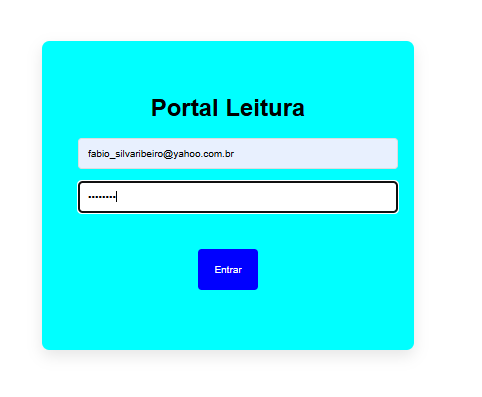 Portal Leitura
fabio_silvaribeiro@yahoo.com.br
••••••••
Entrar